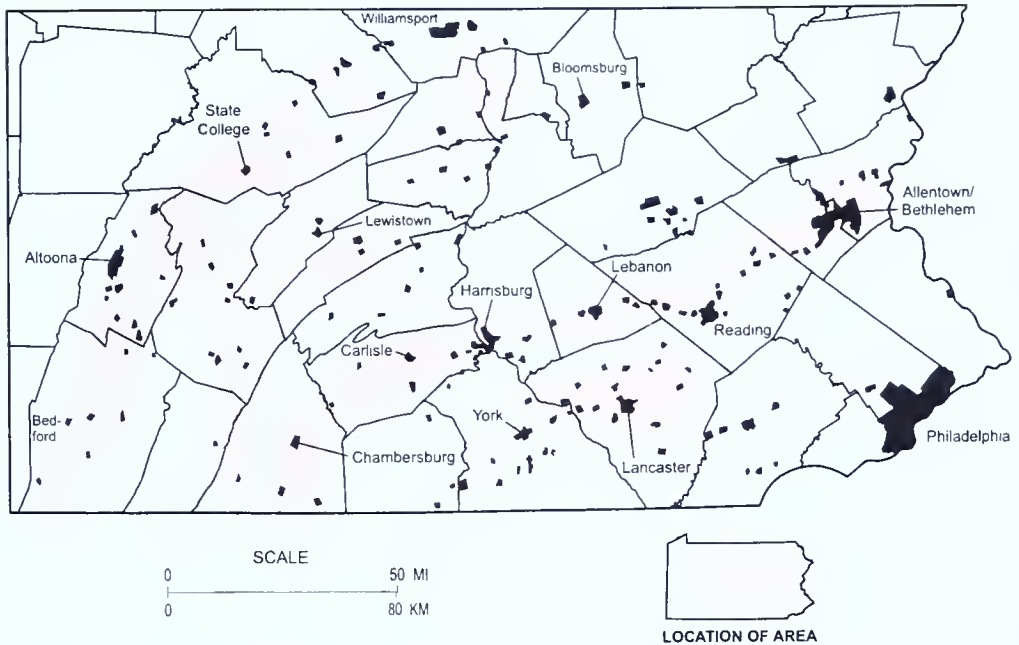 Williamsport
Bloomsburg
State
College
Allentown/
Bethlehem
Lewistown
Altoona
Lebanon
Harrisburg
Reading
Carlisle
York
Bed-
ford
Philadelphia
Chambersburg
Lancaster
SCALE
0 50 MI
0 80 KM
LOCATION OF AREA